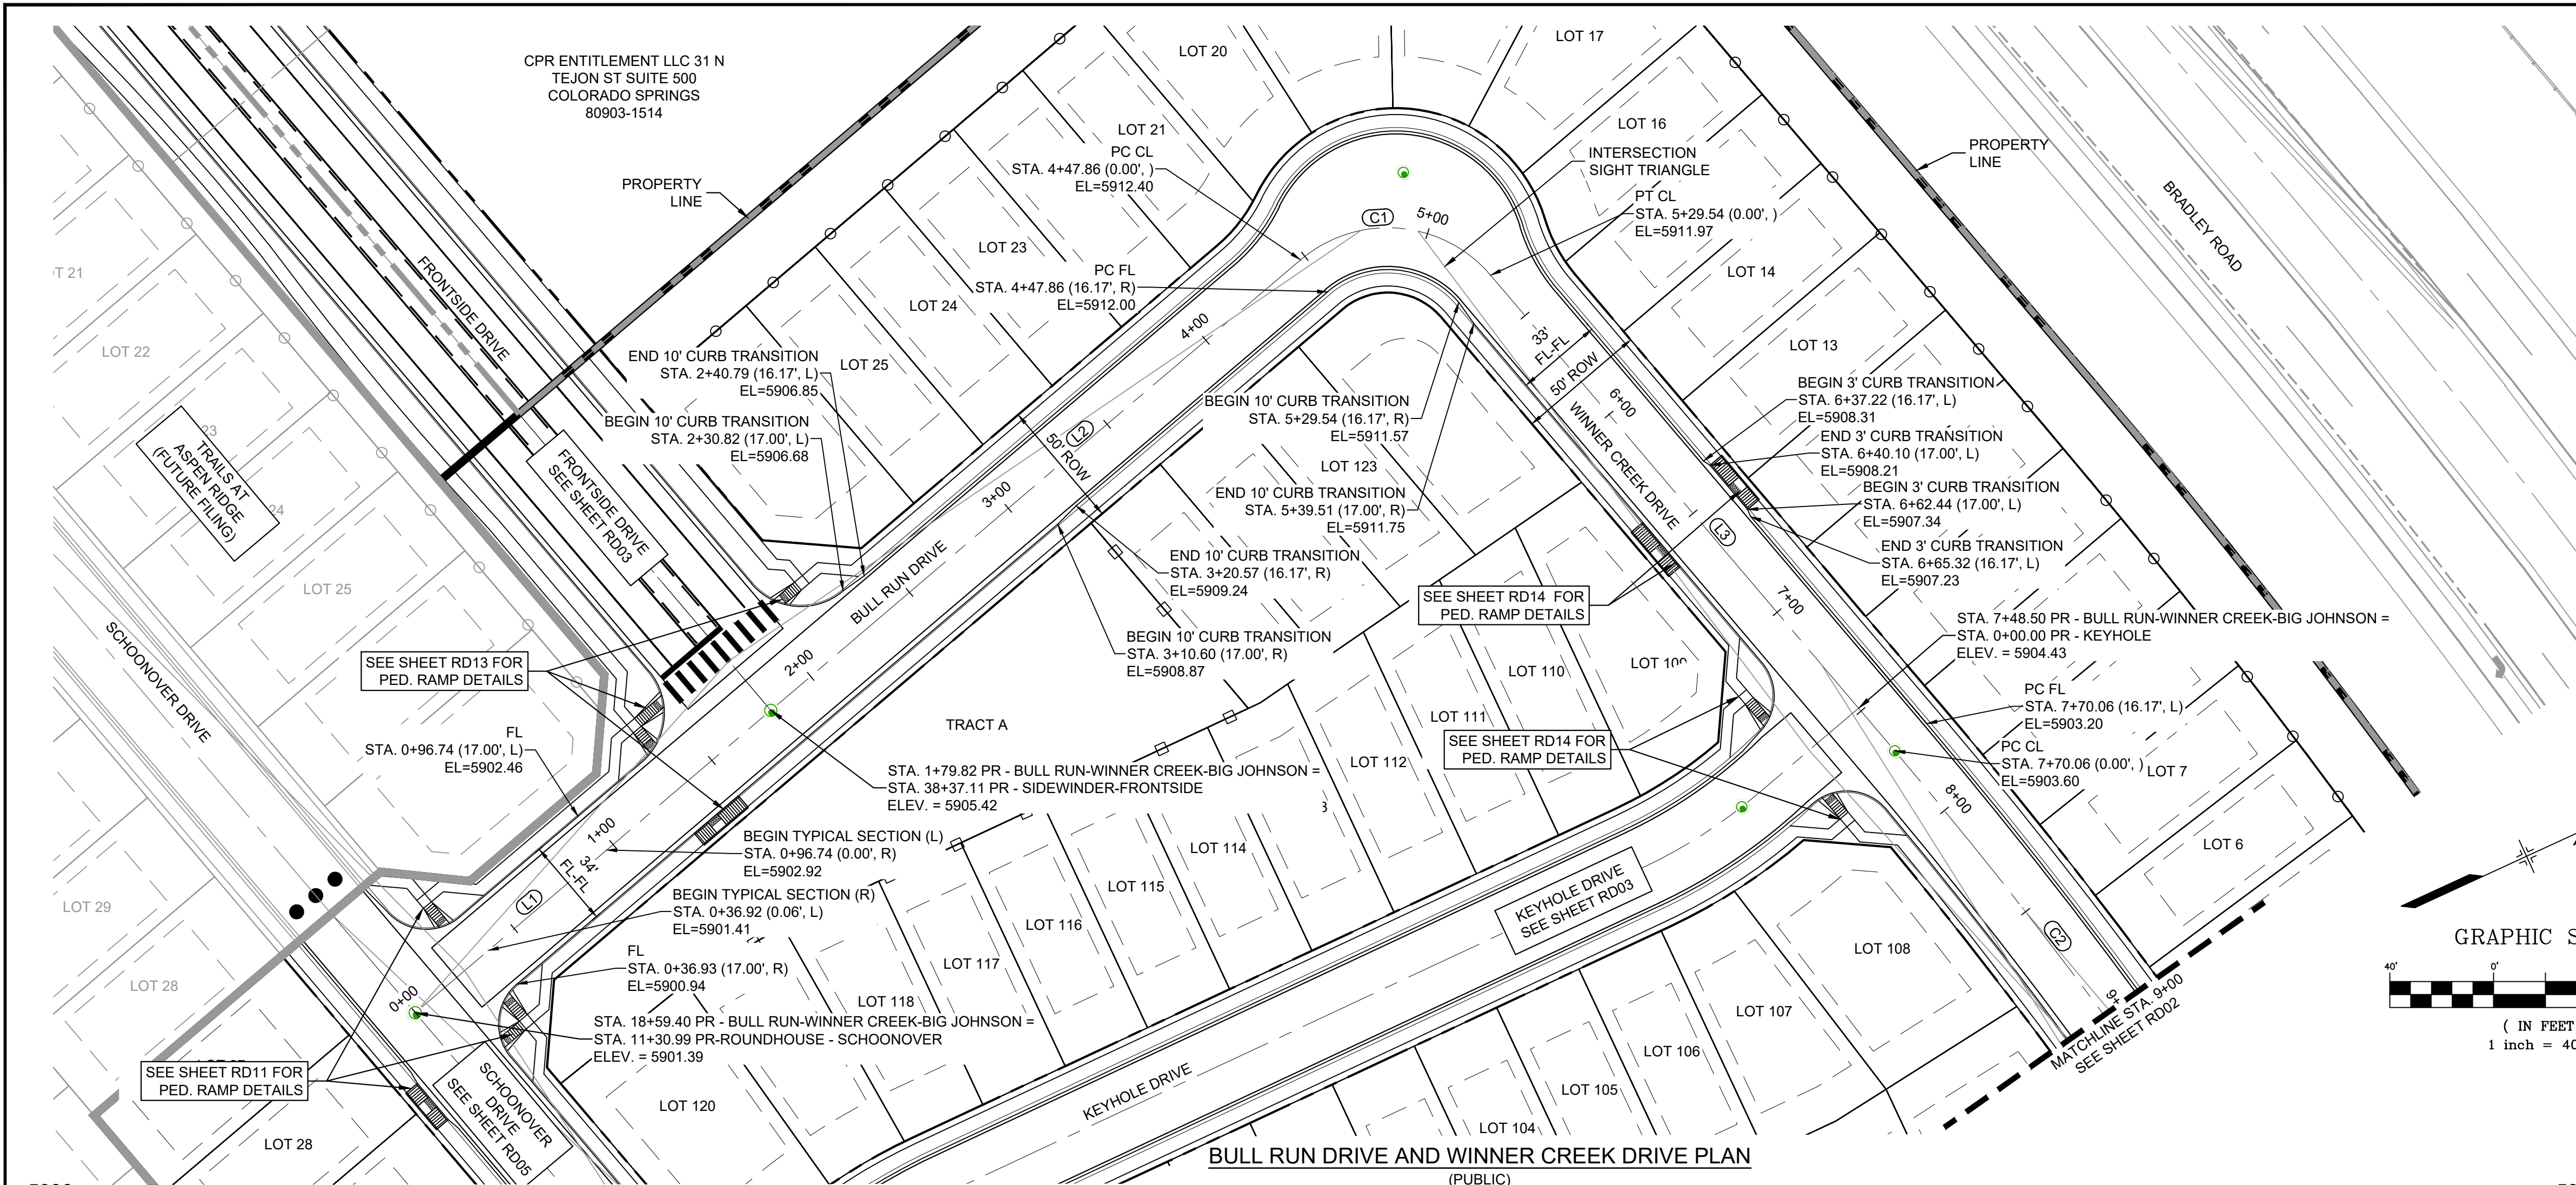 CPR ENTITLEMENT LLC 31 N
TEJON ST SUITE 500
COLORADO SPRINGS
80903-1514
LOT 20
LOT 17
LOT 21
PC CL
STA. 4+47.86 (0.00', )
EL=5912.40
LOT 16
INTERSECTION
SIGHT TRIANGLE
PROPERTY
LINE
PROPERTY
LINE
BRADLEY ROAD
PT CL
STA. 5+29.54 (0.00', )
EL=5911.97
C1
5+00
LOT 23
PC FL
STA. 4+47.86 (16.17', R)
EL=5912.00
LOT 14
T 21
FRONTSIDE DRIVE
LOT 24
4+00
33'
FL-FL
50' ROW
LOT 13
LOT 22
END 10' CURB TRANSITION
STA. 2+40.79 (16.17', L)
EL=5906.85
LOT 25
BEGIN 10' CURB TRANSITION
STA. 2+30.82 (17.00', L)
EL=5906.68
BEGIN 10' CURB TRANSITION
STA. 5+29.54 (16.17', R)
EL=5911.57
6+00
BEGIN 3' CURB TRANSITION
STA. 6+37.22 (16.17', L)
EL=5908.31
END 3' CURB TRANSITION
STA. 6+40.10 (17.00', L)
EL=5908.21
BEGIN 3' CURB TRANSITION
STA. 6+62.44 (17.00', L)
EL=5907.34
END 3' CURB TRANSITION
STA. 6+65.32 (16.17', L)
EL=5907.23
23
TRAILS AT
ASPEN RIDGE
(FUTURE FILING)
24
L2
50' ROW
LOT 123
WINNER CREEK DRIVE
FRONTSIDE DRIVE
SEE SHEET RD03
3+00
END 10' CURB TRANSITION
STA. 5+39.51 (17.00', R)
EL=5911.75
L3
END 10' CURB TRANSITION
STA. 3+20.57 (16.17', R)
EL=5909.24
BULL RUN DRIVE
LOT 25
SEE SHEET RD14 FOR
PED. RAMP DETAILS
7+00
STA. 7+48.50 PR - BULL RUN-WINNER CREEK-BIG JOHNSON =
STA. 0+00.00 PR - KEYHOLE
ELEV. = 5904.43
BEGIN 10' CURB TRANSITION
STA. 3+10.60 (17.00', R)
EL=5908.87
SCHOONOVER DRIVE
SEE SHEET RD13 FOR
PED. RAMP DETAILS
2+00
LOT 110
LOT 109
PC FL
STA. 7+70.06 (16.17', L)
EL=5903.20
LOT 111
TRACT A
FL
STA. 0+96.74 (17.00', L)
EL=5902.46
SEE SHEET RD14 FOR
PED. RAMP DETAILS
PC CL
STA. 7+70.06 (0.00', )
EL=5903.60
LOT 7
LOT 112
STA. 1+79.82 PR - BULL RUN-WINNER CREEK-BIG JOHNSON =
STA. 38+37.11 PR - SIDEWINDER-FRONTSIDE
ELEV. = 5905.42
3
8+00
1+00
34'
FL-FL
BEGIN TYPICAL SECTION (L)
STA. 0+96.74 (0.00', R)
EL=5902.92
LOT 114
LOT 6
LOT 115
BEGIN TYPICAL SECTION (R)
STA. 0+36.92 (0.06', L)
EL=5901.41
L1
LOT 29
LOT 116
KEYHOLE DRIVE
SEE SHEET RD03
C2
GRAPHIC S
LOT 108
FL
STA. 0+36.93 (17.00', R)
EL=5900.94
LOT 117
40'
0'
LOT 28
0+00
LOT 118
LOT 107
9+
MATCHLINE STA. 9+00
SEE SHEET RD02
STA. 18+59.40 PR - BULL RUN-WINNER CREEK-BIG JOHNSON =
STA. 11+30.99 PR-ROUNDHOUSE - SCHOONOVER
ELEV. = 5901.39
( IN FEET
1 inch = 40
LOT 106
SEE SHEET RD11 FOR
PED. RAMP DETAILS
SCHOONOVER
DRIVE
SEE SHEET RD05
LOT 120
KEYHOLE DRIVE
LOT 105
LOT 104
LOT 28
BULL RUN DRIVE AND WINNER CREEK DRIVE PLAN
(PUBLIC)